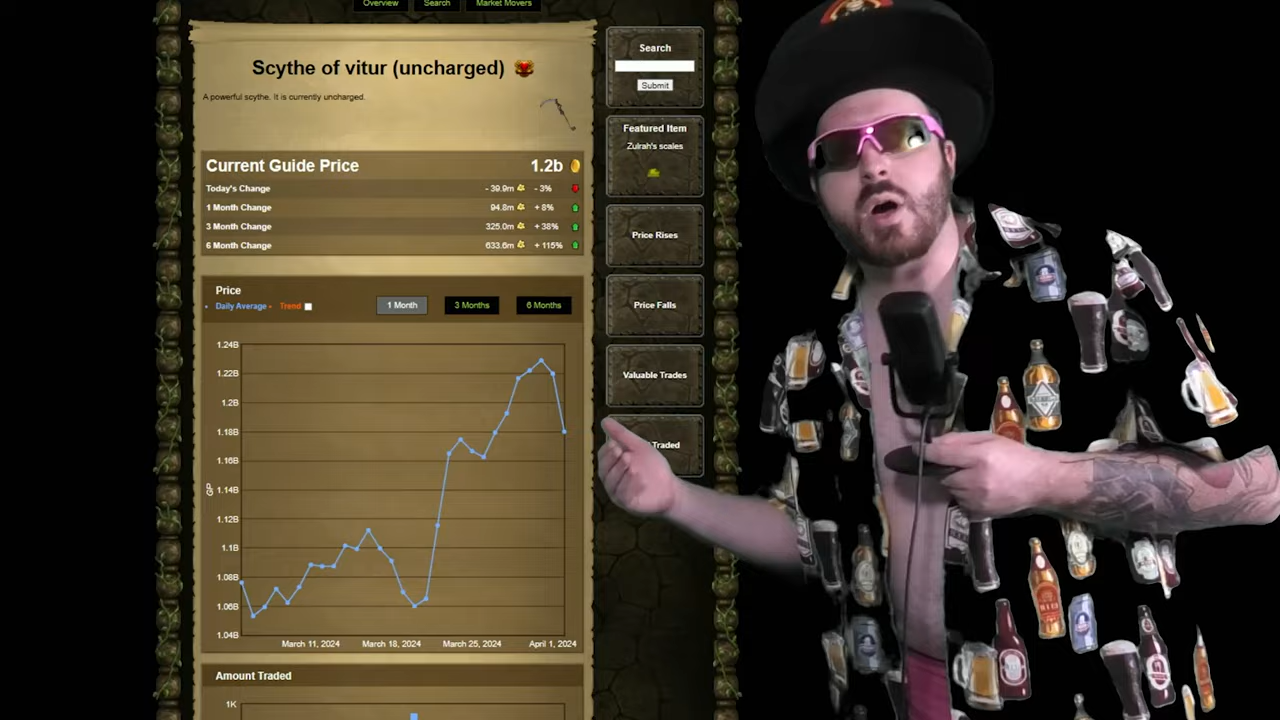 Overview Search Market Movers
Scythe of vitur (uncharged)
A powerful scythe. It is currently uncharged.
Current Guide Price 1.2b
Today's Change - 39.9m - 3%
1 Month Change 94.8m + 8%
3 Month Change 325.0m + 38%
6 Month Change 633.6m + 115%
Price
Daily Average Trend
1 Month 3 Months 6 Months
1.24B
1.22B
1.2B
1.18B
1.16B
1.14B
1.12B
1.1B
1.08B
1.06B
1.04B
GP
March 11, 2024 March 18, 2024 March 25, 2024 April 1, 2024
Amount Traded
1K
Search
Submit
Featured Item
Zulrah's scales
Price Rises
Price Falls
Valuable Trades
Traded